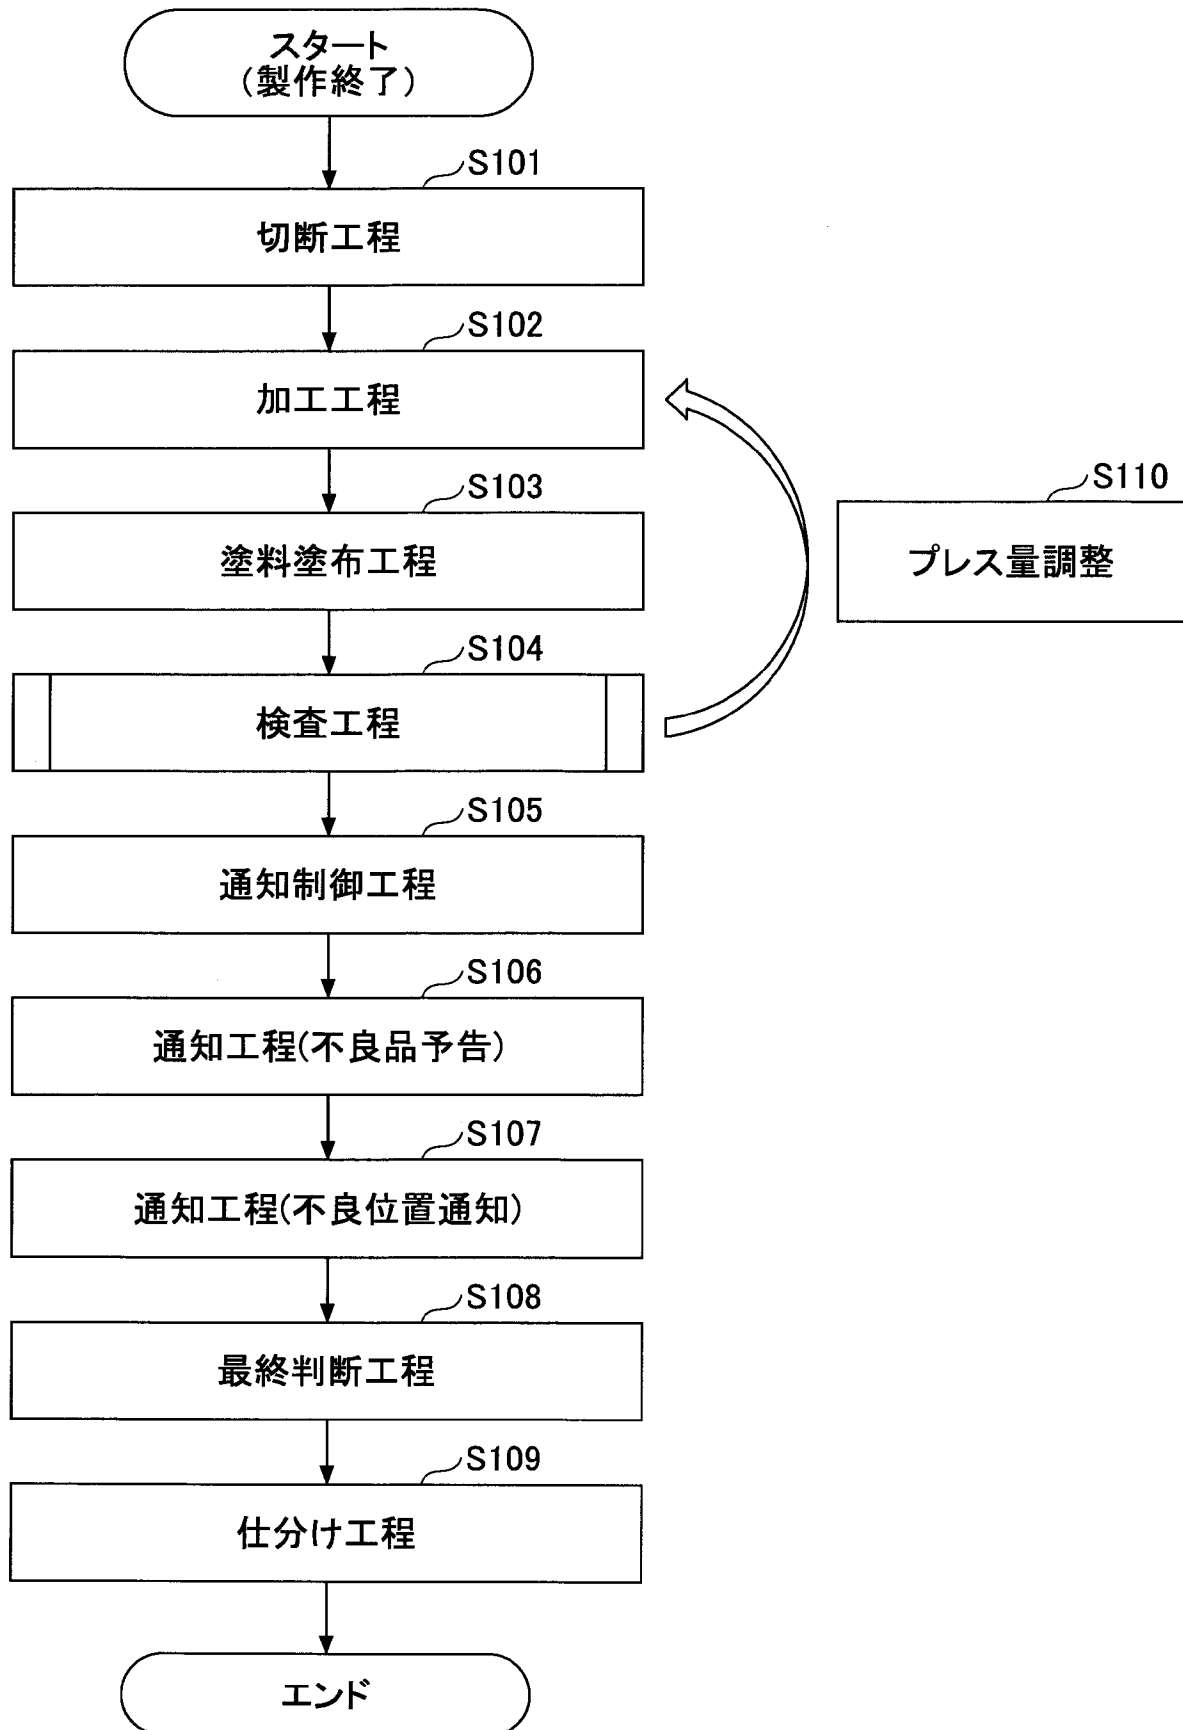 スタート
(製作終了)
S101
切断工程
S102
加工工程
S103
塗料塗布工程
S104
検査工程
S110
プレス量調整
S105
通知制御工程
S106
通知工程(不良品予告)
S107
通知工程(不良位置通知)
S108
最終判断工程
S109
仕分け工程
エンド